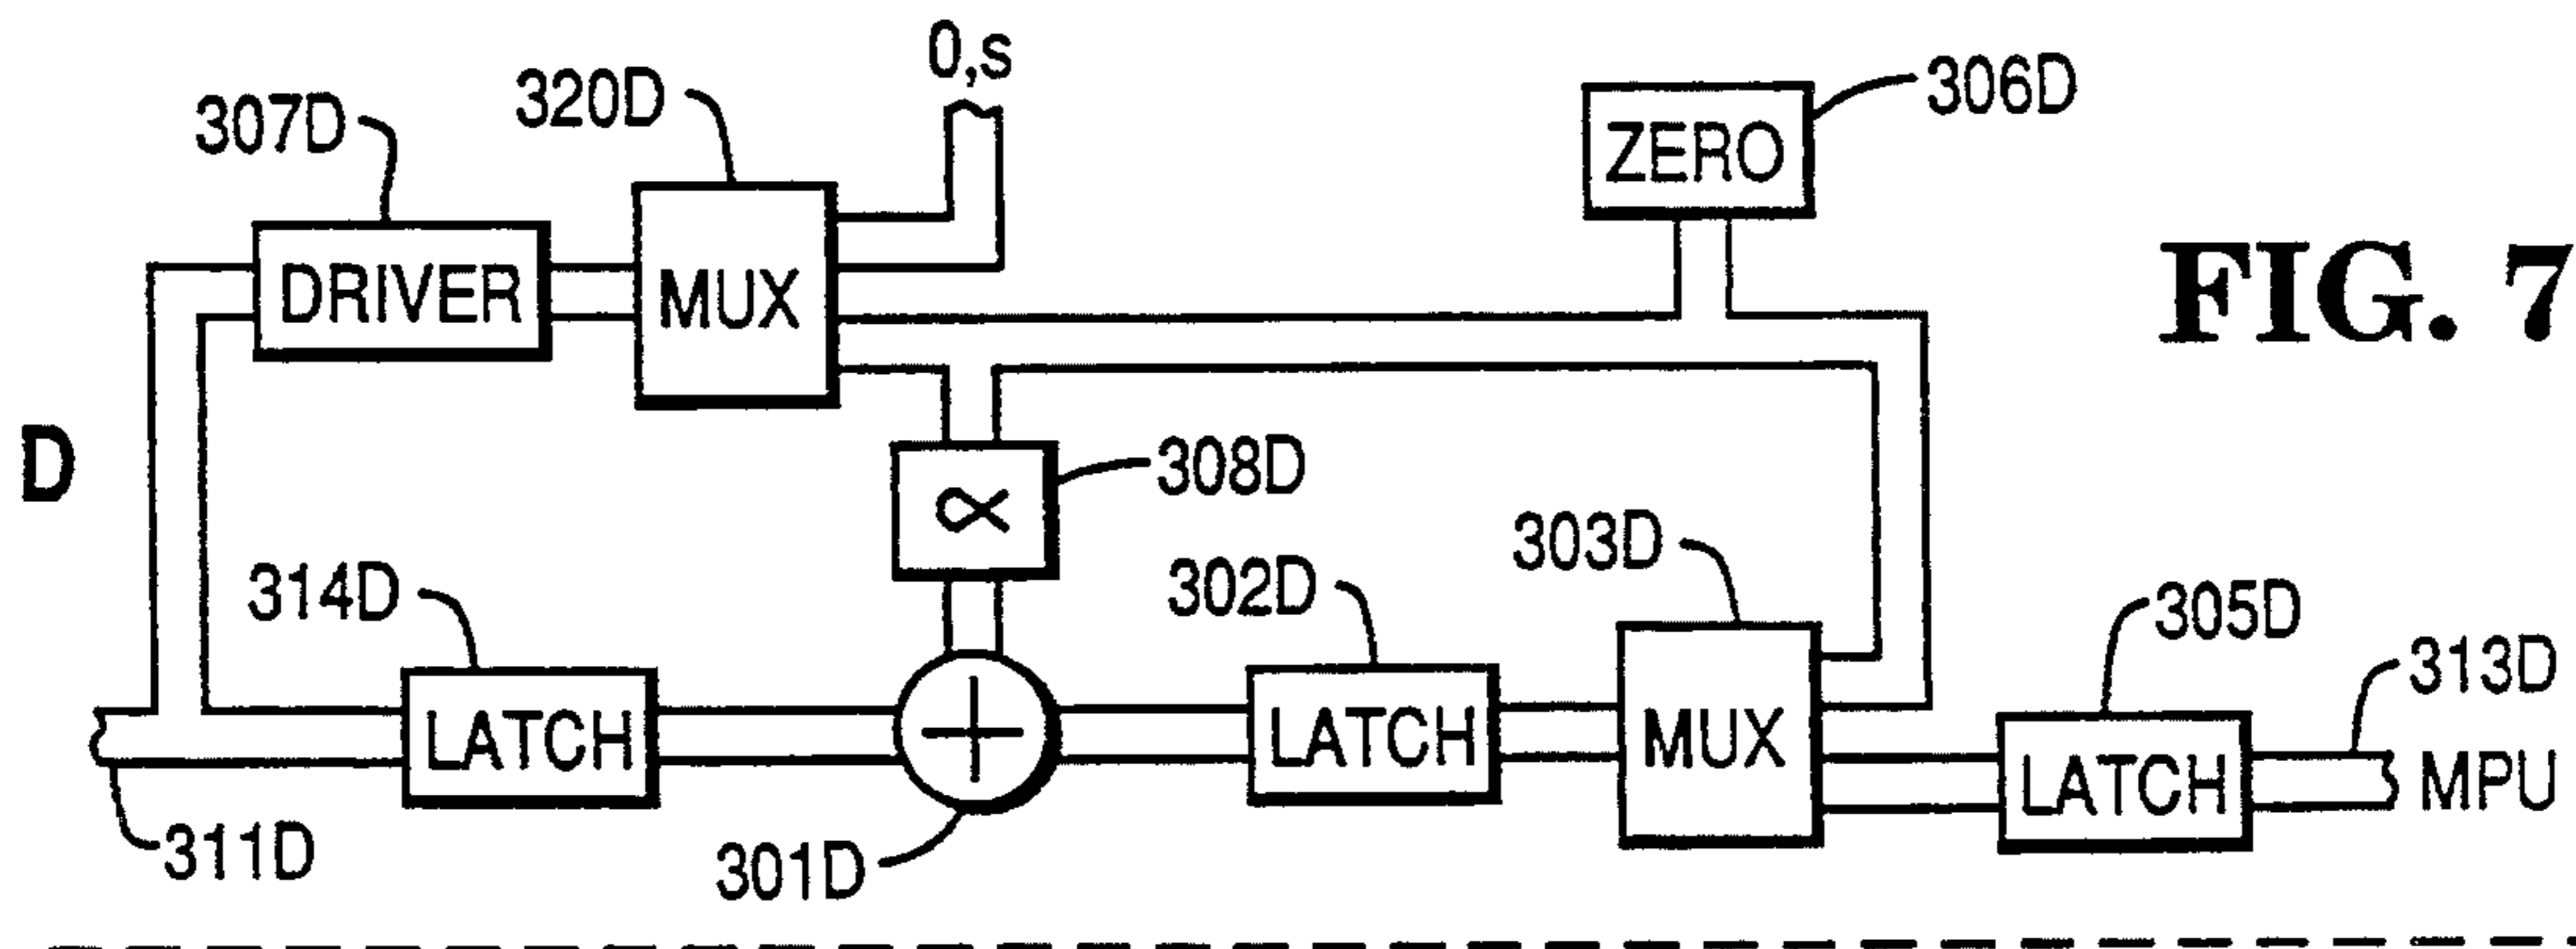 0,s
320D
307D
306D
ZERO
FIG. 7
DRIVER
MUX
D
308D
∝
303D
302D
314D
305D
313D
LATCH
LATCH
MUX
LATCH
MPU
+
311D
301D